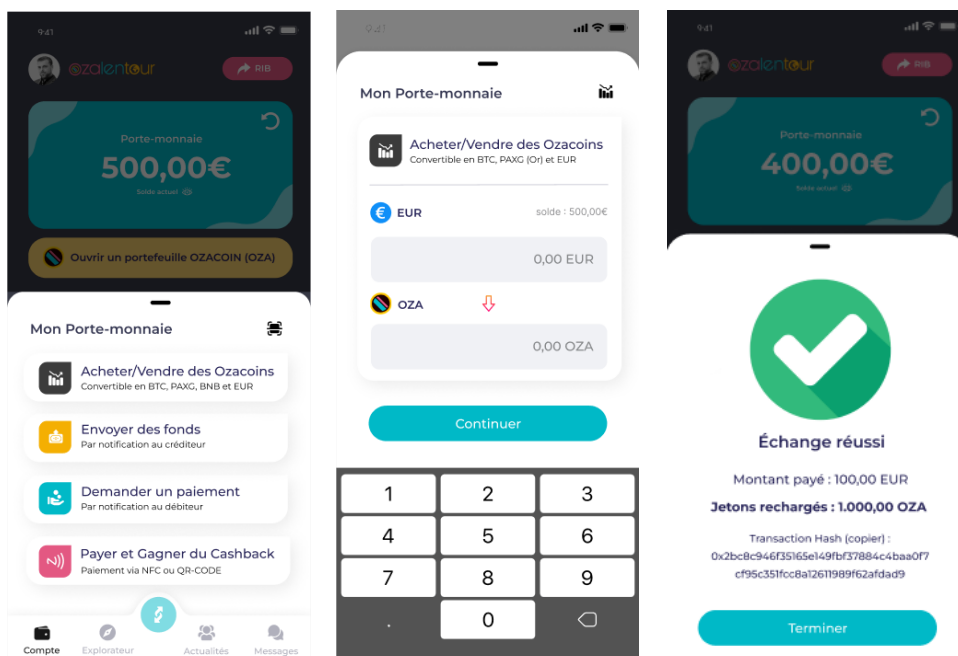 9:41
ozalentour
RIB
Porte-monnaie
500,00€
Solde actuel
Ouvrir un portefeuille OZACOIN (OZA)
Mon Porte-monnaie
Acheter/Vendre des Ozacoins
Convertible en BTC, PAXG, BNB et EUR
Envoyer des fonds
Par notification au créditeur
Demander un paiement
Par notification au débiteur
Payer et Gagner du Cashback
Paiement via NFC ou QR-CODE
Compte
Explorateur
Actualités
Messages
9:41
Mon Porte-monnaie
Acheter/Vendre des Ozacoins
Convertible en BTC, PAXG (Or) et EUR
EUR
solde : 500,00€
0,00 EUR
OZA
0,00 OZA
Continuer
1 2 3
4 5 6
7 8 9
. 0
9:41
ozalentour
RIB
Porte-monnaie
400,00€
Solde actuel
Échange réussi
Montant payé : 100,00 EUR
Jetons rechargés : 1.000,00 OZA
Transaction Hash (copier) :
0x2bc8c946f35165e149fbf37884c4baa0f7
cf95c351fcc8a12611989f62afdad9
Terminer